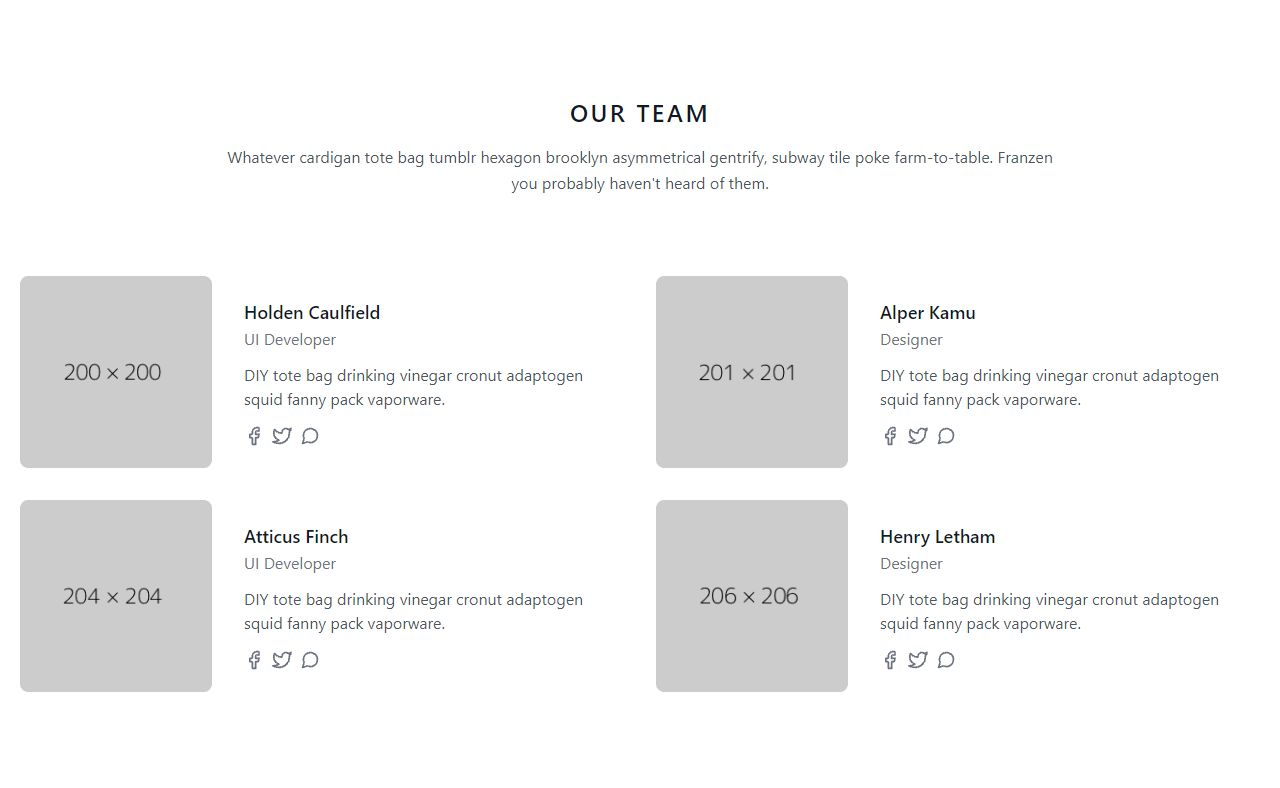 OUR TEAM
Whatever cardigan tote bag tumblr hexagon brooklyn asymmetrical gentrify, subway tile poke farm-to-table. Franzen
you probably haven't heard of them.
200 × 200
Holden Caulfield
UI Developer
DIY tote bag drinking vinegar cronut adaptogen
squid fanny pack vaporware.
201 × 201
Alper Kamu
Designer
DIY tote bag drinking vinegar cronut adaptogen
squid fanny pack vaporware.
204 × 204
Atticus Finch
UI Developer
DIY tote bag drinking vinegar cronut adaptogen
squid fanny pack vaporware.
206 × 206
Henry Letham
Designer
DIY tote bag drinking vinegar cronut adaptogen
squid fanny pack vaporware.